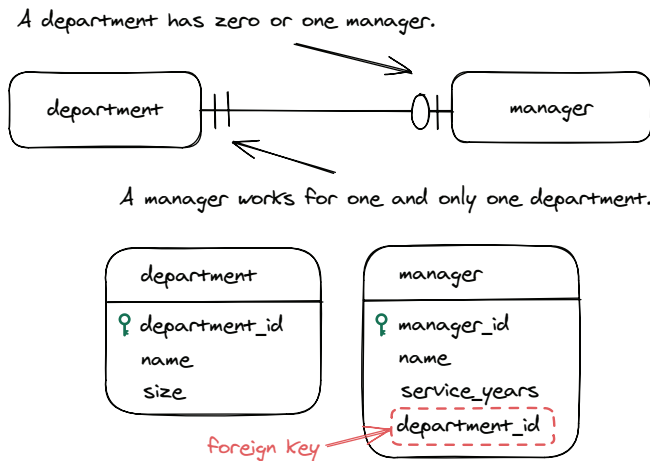 A department has zero or one manager.
department
manager
A manager works for one and only one department.
department
department_id
name
size
manager
manager_id
name
service_years
department_id
foreign key